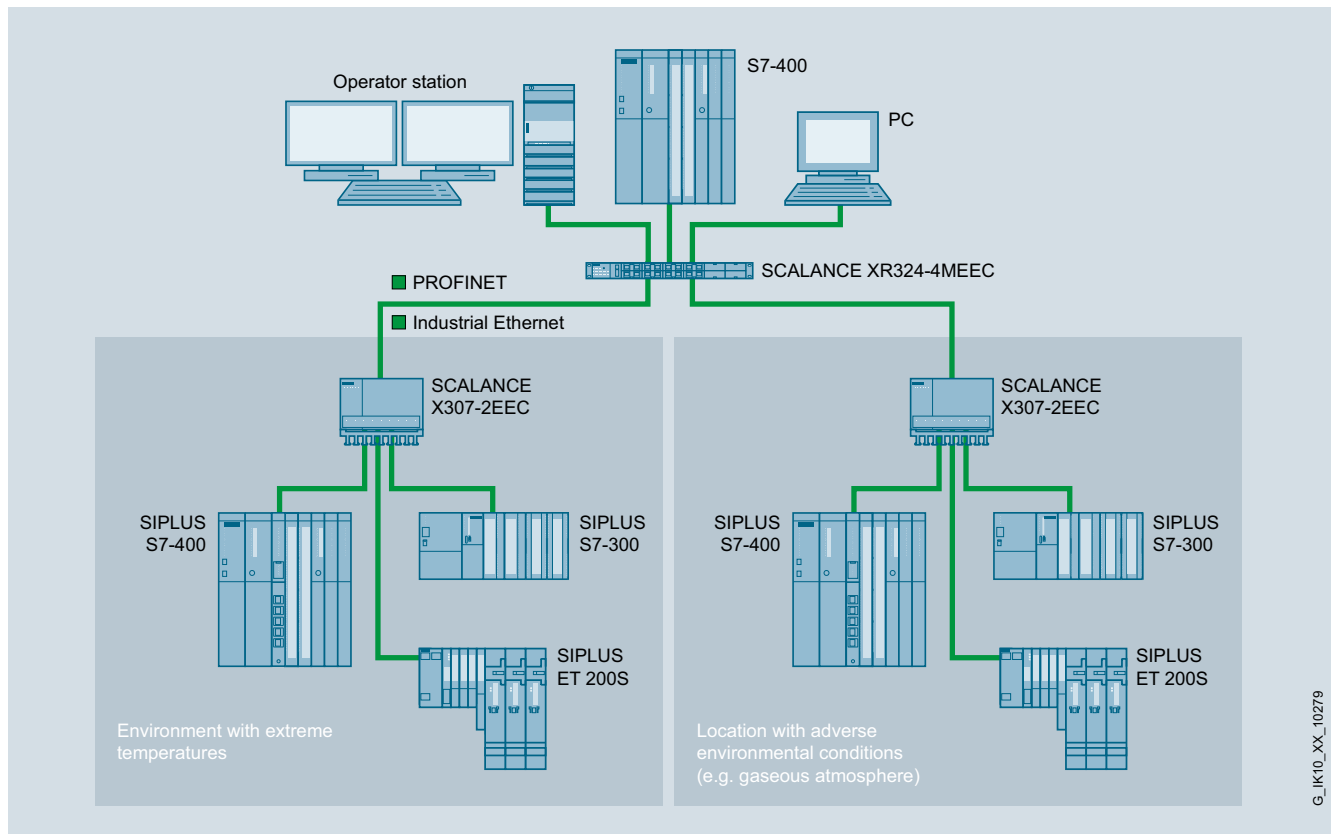 Operator station
S7-400
PC
SCALANCE XR324-4MEEC
PROFINET
Industrial Ethernet
SCALANCE
X307-2EEC
SIPLUS
S7-400
SIPLUS
S7-300
SIPLUS
ET 200S
Environment with extreme
temperatures
SCALANCE
X307-2EEC
SIPLUS
S7-400
SIPLUS
S7-300
SIPLUS
ET 200S
Location with adverse
environmental conditions
(e.g. gaseous atmosphere)
G_IK10_XX_10279